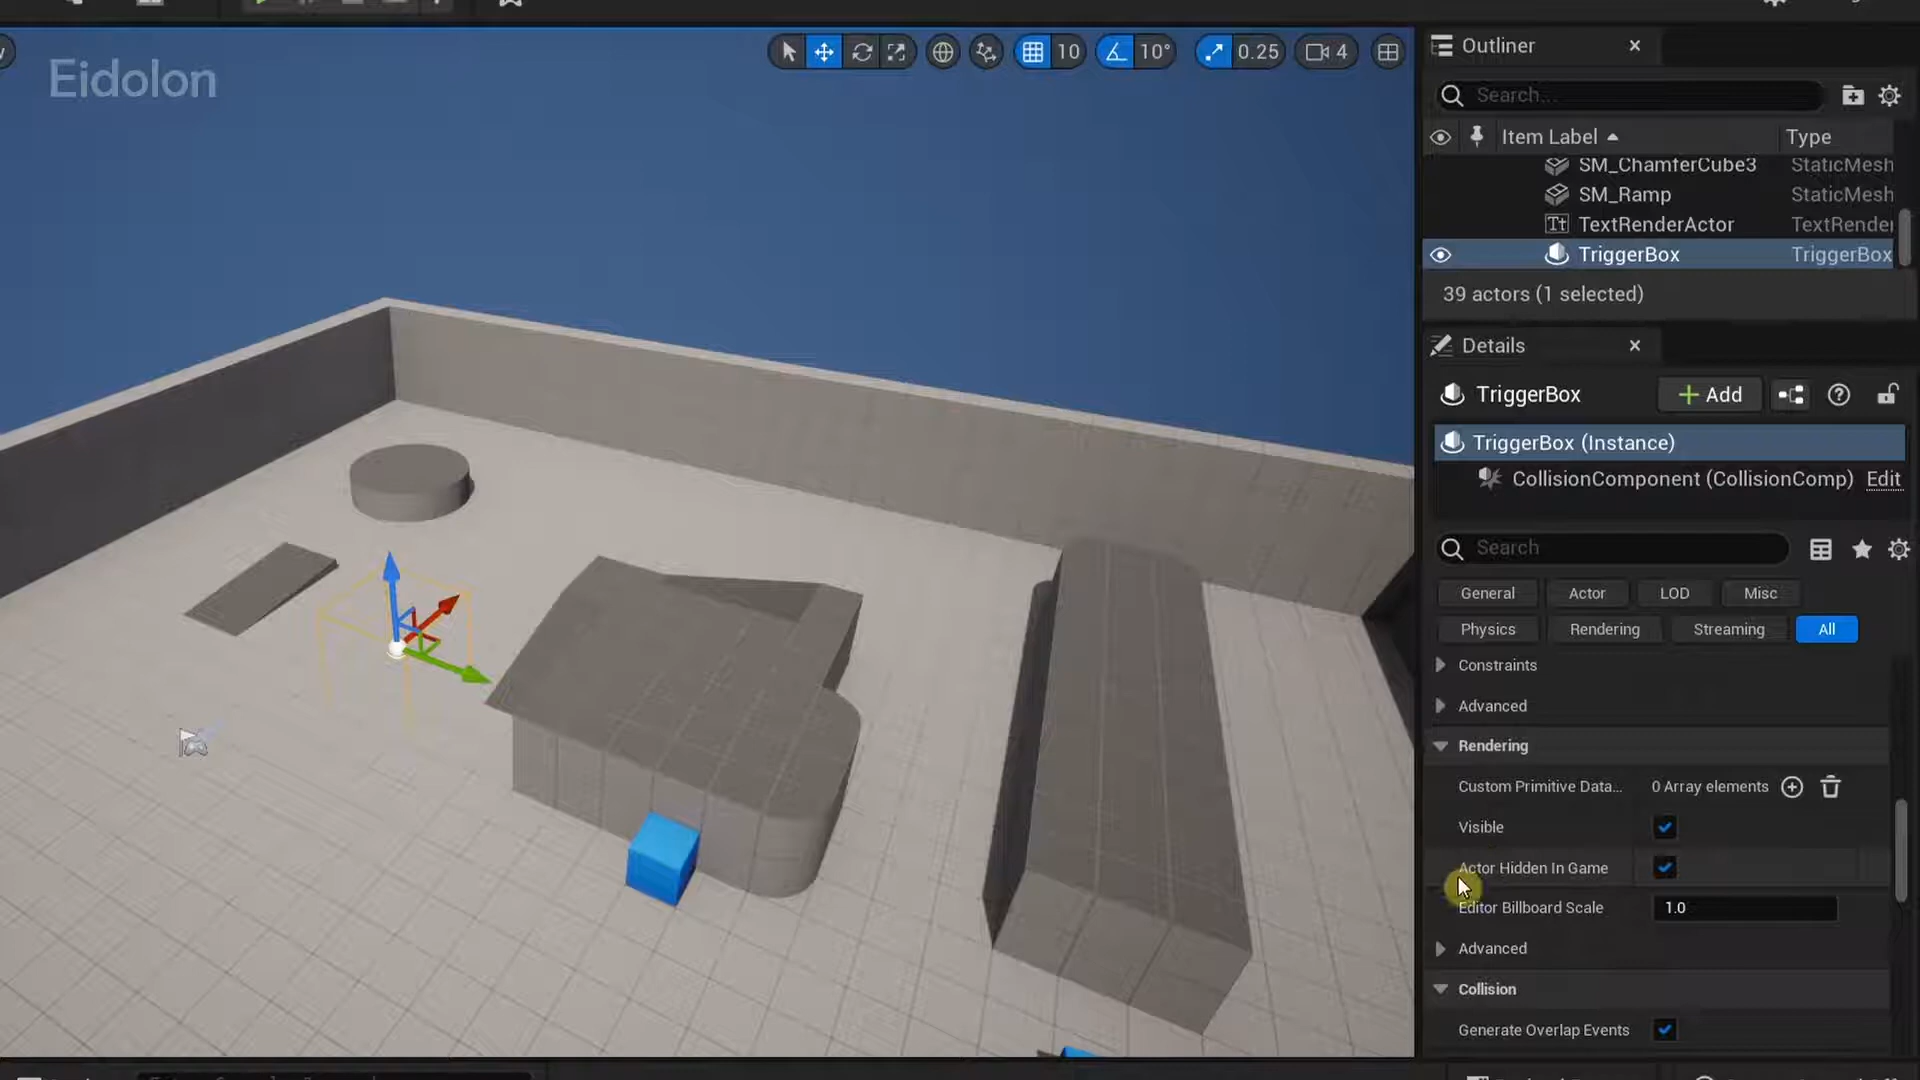 Eidolon
10
10°
0.25
4
Outliner
Search...
Item Label
Type
SM_ChamferCube3 StaticMesh
SM_Ramp StaticMesh
TextRenderActor TextRender
TriggerBox TriggerBox
39 actors (1 selected)
Details
TriggerBox
Add
TriggerBox (Instance)
CollisionComponent (CollisionComp) Edit
Search
General Actor LOD Misc
Physics Rendering Streaming All
Constraints
Advanced
Rendering
Custom Primitive Data... 0 Array elements
Visible
Actor Hidden In Game
Editor Billboard Scale 1.0
Advanced
Collision
Generate Overlap Events